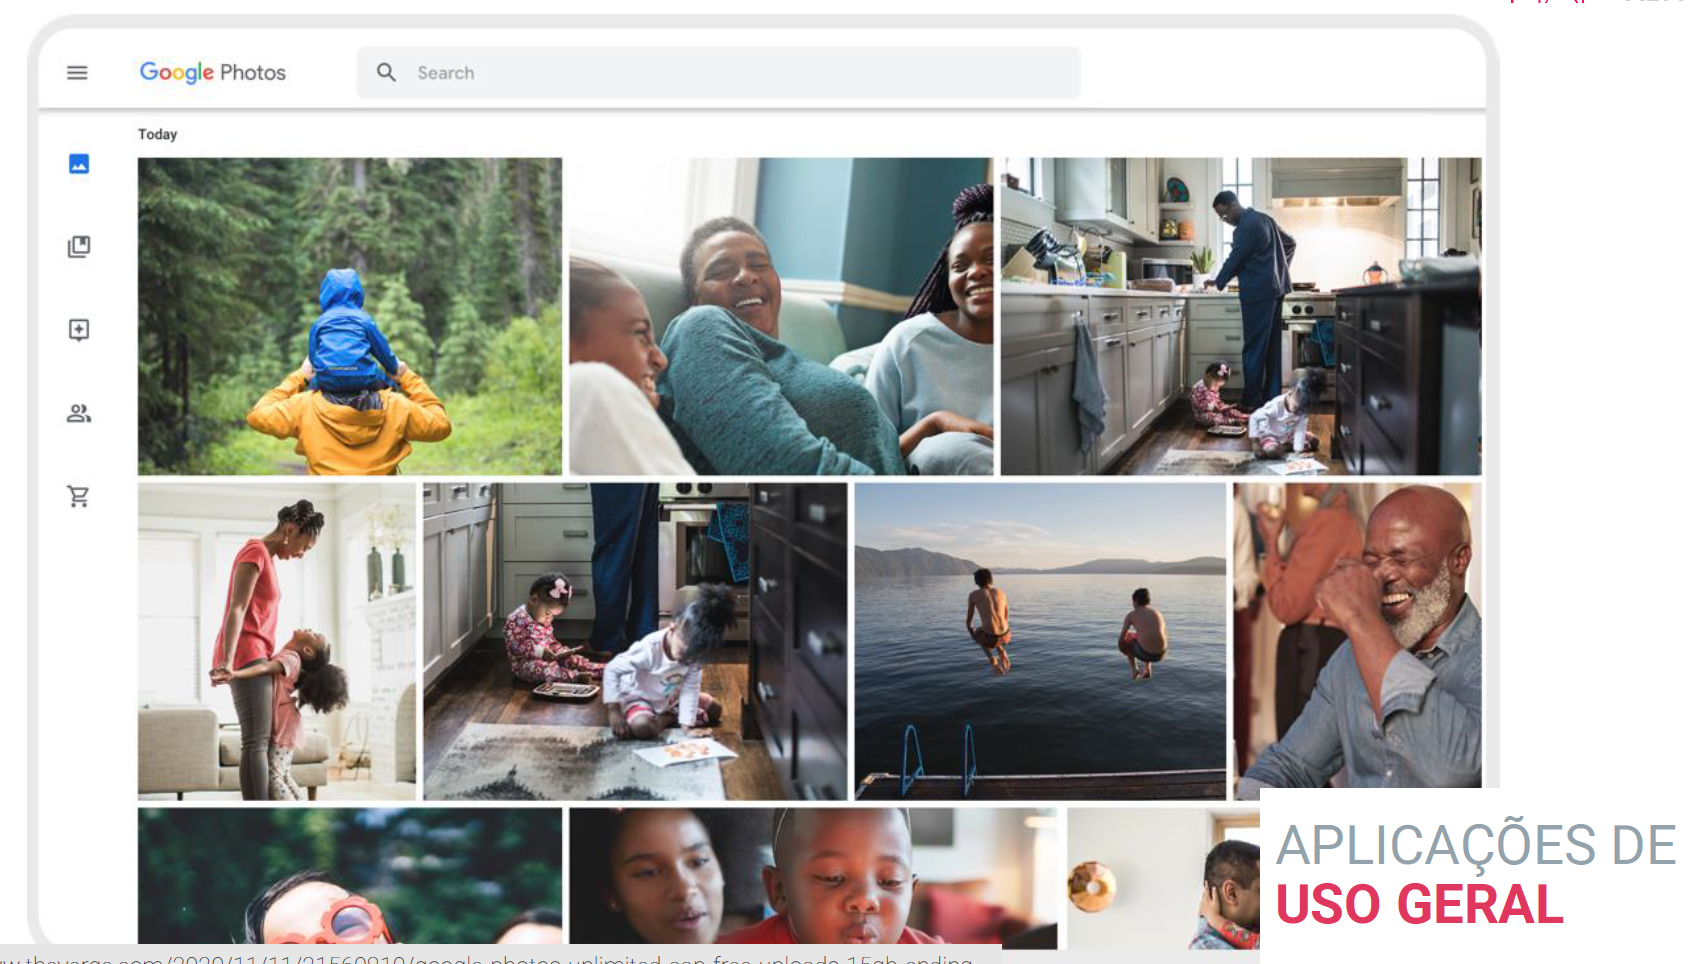 Google Photos
Search
Today
APLICAÇÕES DE
USO GERAL